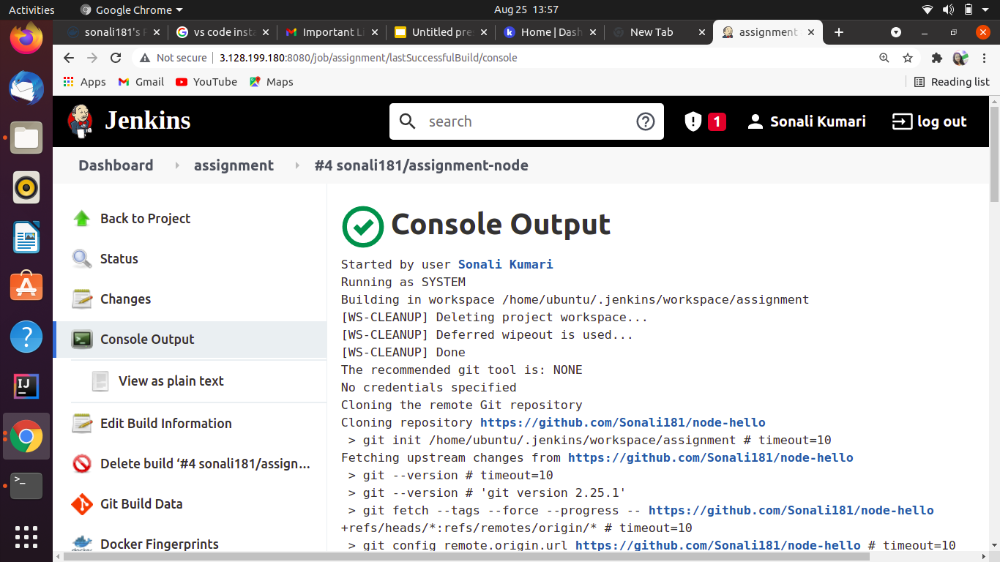 Activities Google Chrome Aug 25 13:57
sonali181's vs code insta Important Li Untitled pre Home | Dash New Tab assignment
Not secure 3.128.199.180:8080/job/assignment/lastSuccessfulBuild/console
Apps Gmail YouTube Maps Reading list
Jenkins search 1 Sonali Kumari log out
Dashboard assignment #4 sonali181/assignment-node
Back to Project
Status
Changes
Console Output
View as plain text
Edit Build Information
Delete build ‘#4 sonali181/assign...
Git Build Data
Docker Fingerprints
Console Output
Started by user Sonali Kumari
Running as SYSTEM
Building in workspace /home/ubuntu/.jenkins/workspace/assignment
[WS-CLEANUP] Deleting project workspace...
[WS-CLEANUP] Deferred wipeout is used...
[WS-CLEANUP] Done
The recommended git tool is: NONE
No credentials specified
Cloning the remote Git repository
Cloning repository https://github.com/Sonali181/node-hello
> git init /home/ubuntu/.jenkins/workspace/assignment # timeout=10
Fetching upstream changes from https://github.com/Sonali181/node-hello
> git --version # timeout=10
> git --version # 'git version 2.25.1'
> git fetch --tags --force --progress -- https://github.com/Sonali181/node-hello
+refs/heads/*:refs/remotes/origin/* # timeout=10
> git config remote.origin.url https://github.com/Sonali181/node-hello # timeout=10